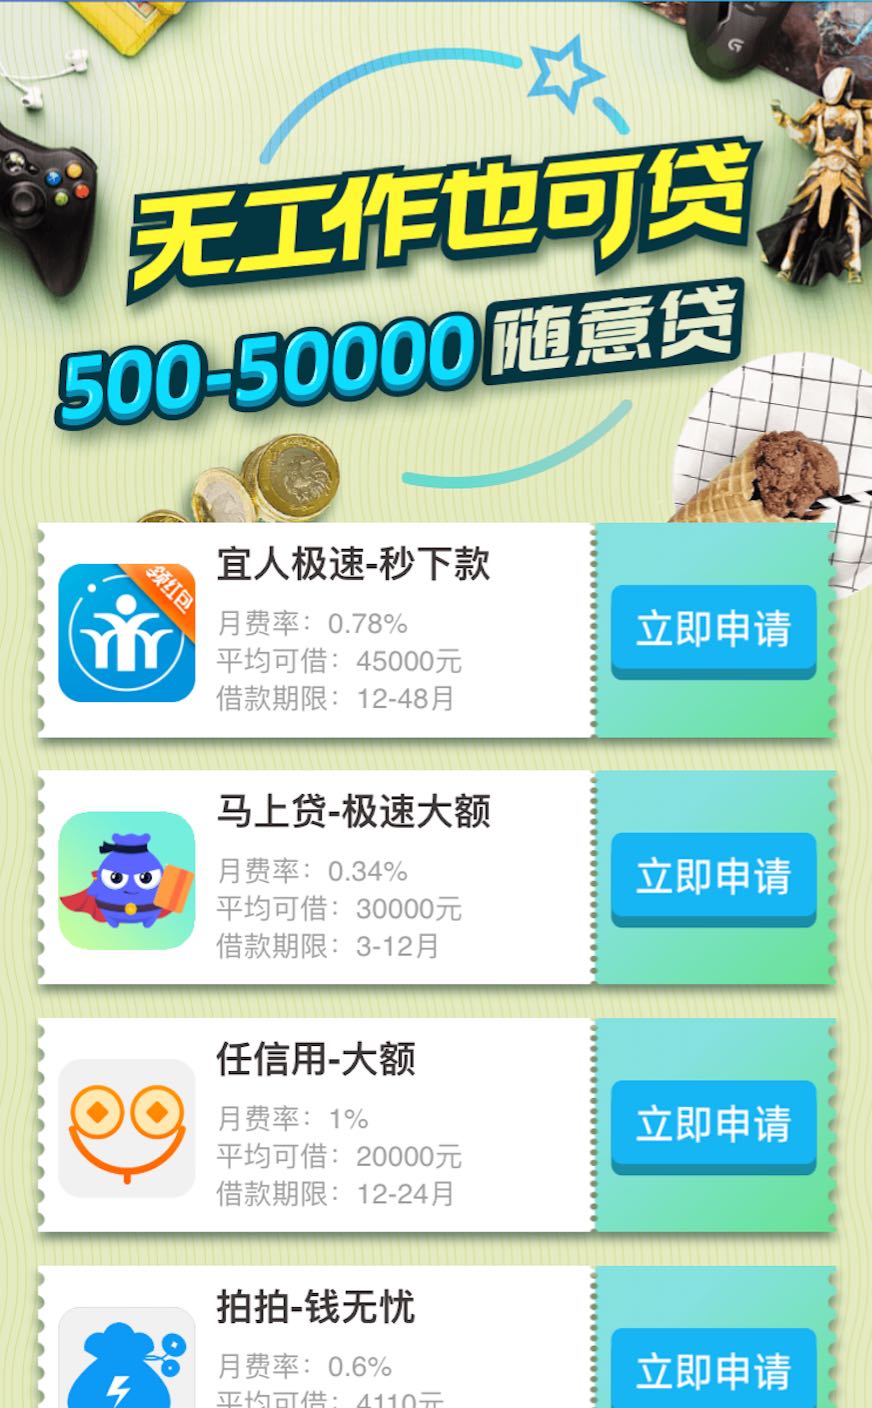 无工作也可贷
500-50000随意贷
领红包
宜人极速-秒下款
月费率：0.78%
平均可借：45000元
借款期限：12-48月
立即申请
马上贷-极速大额
月费率：0.34%
平均可借：30000元
借款期限：3-12月
立即申请
任信用-大额
月费率：1%
平均可借：20000元
借款期限：12-24月
立即申请
拍拍-钱无忧
月费率：0.6%
平均可借：4110元
立即申请